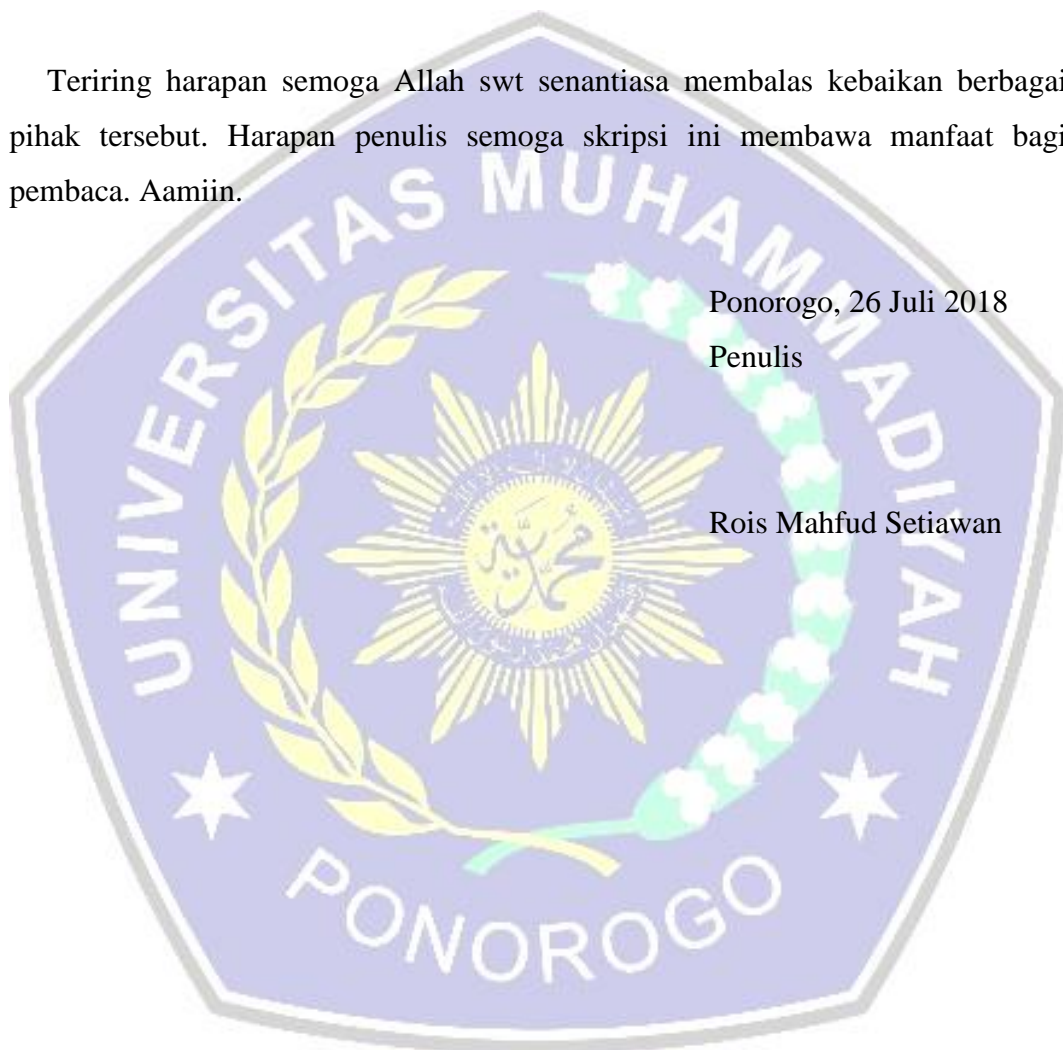 Teriring harapan semoga Allah swt senantiasa membalas kebaikan berbagai
pihak tersebut. Harapan penulis semoga skripsi ini membawa manfaat bagi
pembaca. Aamiin.
Ponorogo, 26 Juli 2018
Penulis
Rois Mahfud Setiawan
UNIVERSITAS MUHAMMADIYAH
PONOROGO